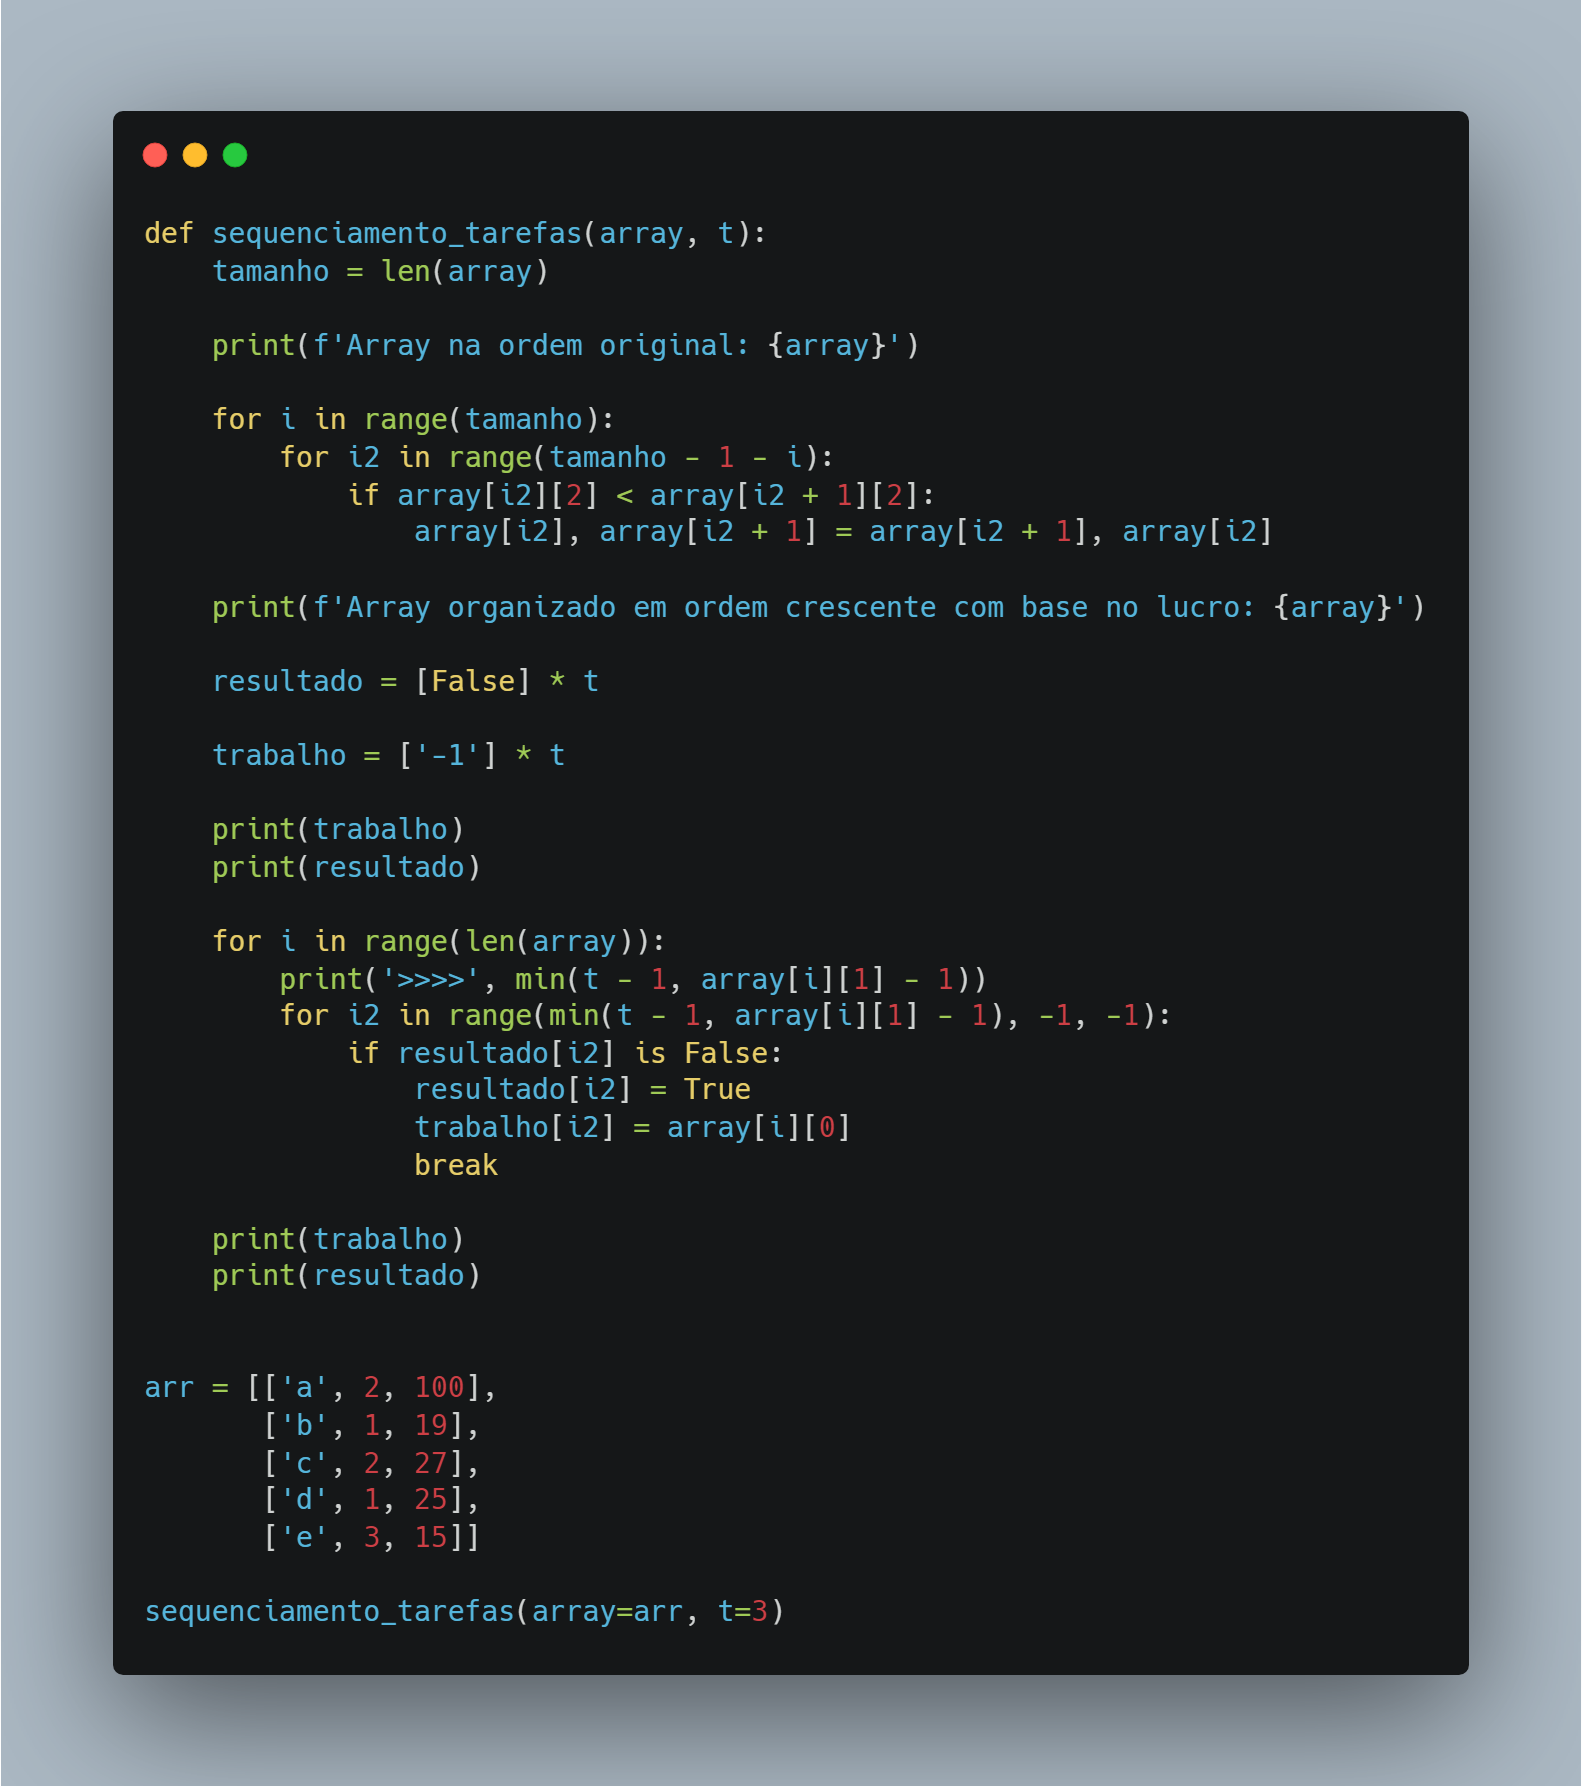 def sequenciamento_tarefas(array, t):
    tamanho = len(array)

    print(f'Array na ordem original: {array}')

    for i in range(tamanho):
        for i2 in range(tamanho - 1 - i):
            if array[i2][2] < array[i2 + 1][2]:
                array[i2], array[i2 + 1] = array[i2 + 1], array[i2]

    print(f'Array organizado em ordem crescente com base no lucro: {array}')

    resultado = [False] * t

    trabalho = ['-1'] * t

    print(trabalho)
    print(resultado)

    for i in range(len(array)):
        print('>>>>', min(t - 1, array[i][1] - 1))
        for i2 in range(min(t - 1, array[i][1] - 1), -1, -1):
            if resultado[i2] is False:
                resultado[i2] = True
                trabalho[i2] = array[i][0]
                break

    print(trabalho)
    print(resultado)


arr = [['a', 2, 100],
       ['b', 1, 19],
       ['c', 2, 27],
       ['d', 1, 25],
       ['e', 3, 15]]

sequenciamento_tarefas(array=arr, t=3)